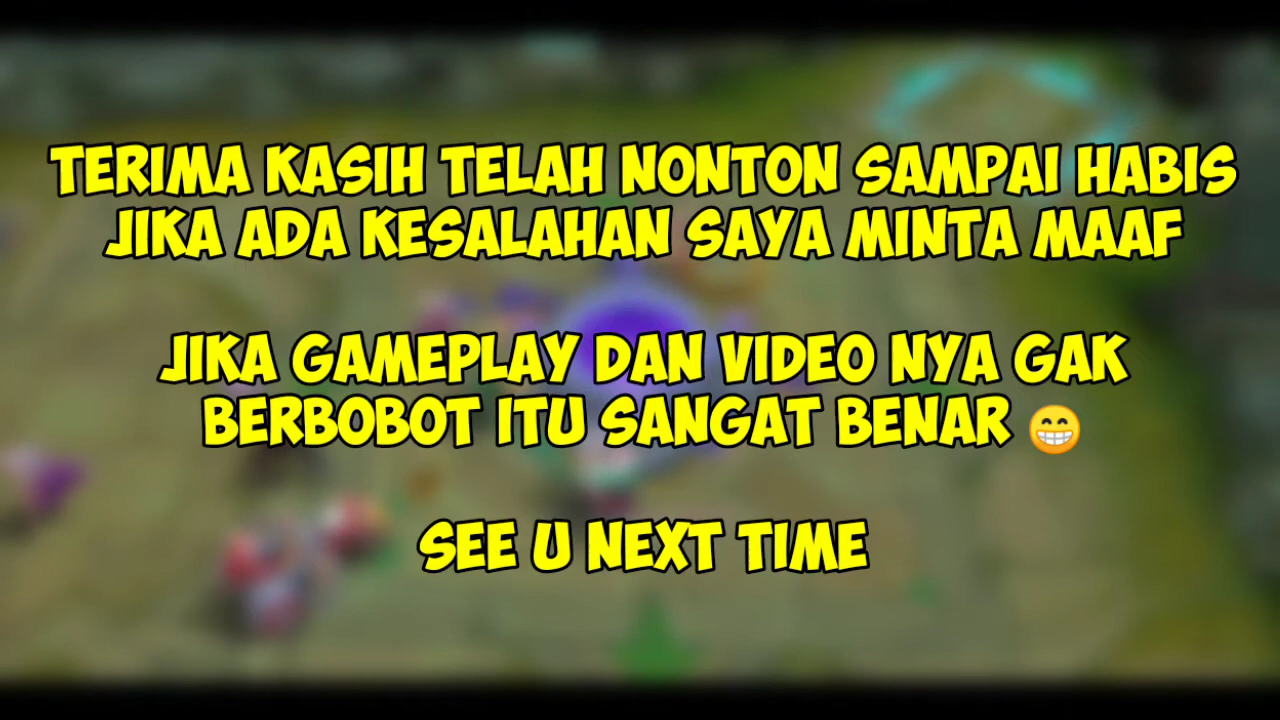 TERIMA KASIH TELAH NONTON SAMPAI HABIS
JIKA ADA KESALAHAN SAYA MINTA MAAF
JIKA GAMEPLAY DAN VIDEO NYA GAK
BERBOBOT ITU SANGAT BENAR 😁
SEE U NEXT TIME